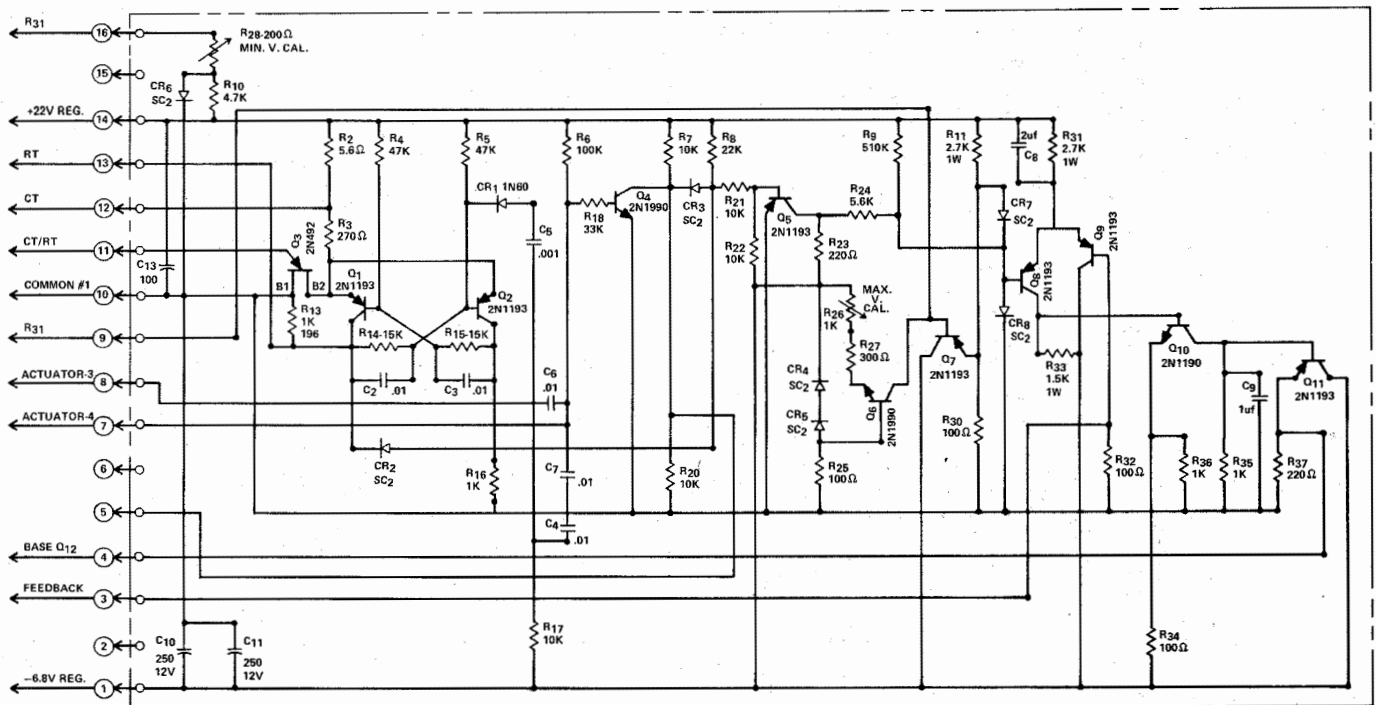 R31
16
R28-200Ω
MIN. V. CAL.
15
CR6
SC2
R10
4.7K
+22V REG.
14
RT
13
CT
12
CT/RT
11
COMMON #1
10
R31
9
ACTUATOR-3
8
ACTUATOR-4
7
6
5
BASE Q12
4
FEEDBACK
3
2
-6.8V REG.
1
C13
100
C10
250
12V
C11
250
12V
R2
5.6Ω
R4
47K
R5
47K
R3
270Ω
Q3
2N492
B1
B2
R13
1K
196
Q1
2N1193
Q2
2N1193
R14-15K
R15-15K
C2
.01
C3
.01
CR2
SC2
R16
1K
CR1 1N60
C5
.001
R6
100K
R18
33K
Q4
2N1990
C6
.01
C7
.01
C4
.01
R17
10K
R7
10K
R8
22K
CR3
SC2
R20
10K
R21
10K
R22
10K
Q5
2N1193
R9
510K
R24
5.6K
R23
220Ω
MAX.
V.
CAL.
R26
1K
R27
300Ω
CR4
SC2
CR5
SC2
Q6
2N1990
R25
100Ω
Q7
2N1193
R11
2.7K
1W
R30
100Ω
2uf
C8
R31
2.7K
1W
CR7
SC2
CR8
SC2
Q8
2N1193
Q9
2N1193
R33
1.5K
1W
R32
100Ω
Q10
2N1190
C9
1uf
Q11
2N1193
R36
1K
R35
1K
R37
220Ω
R34
100Ω